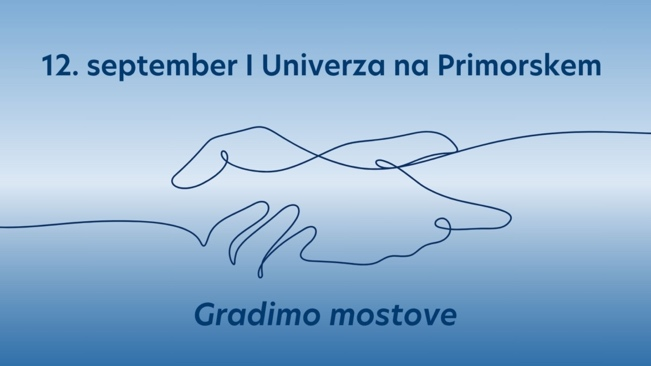 12. september I Univerza na Primorskem
Gradimo mostove